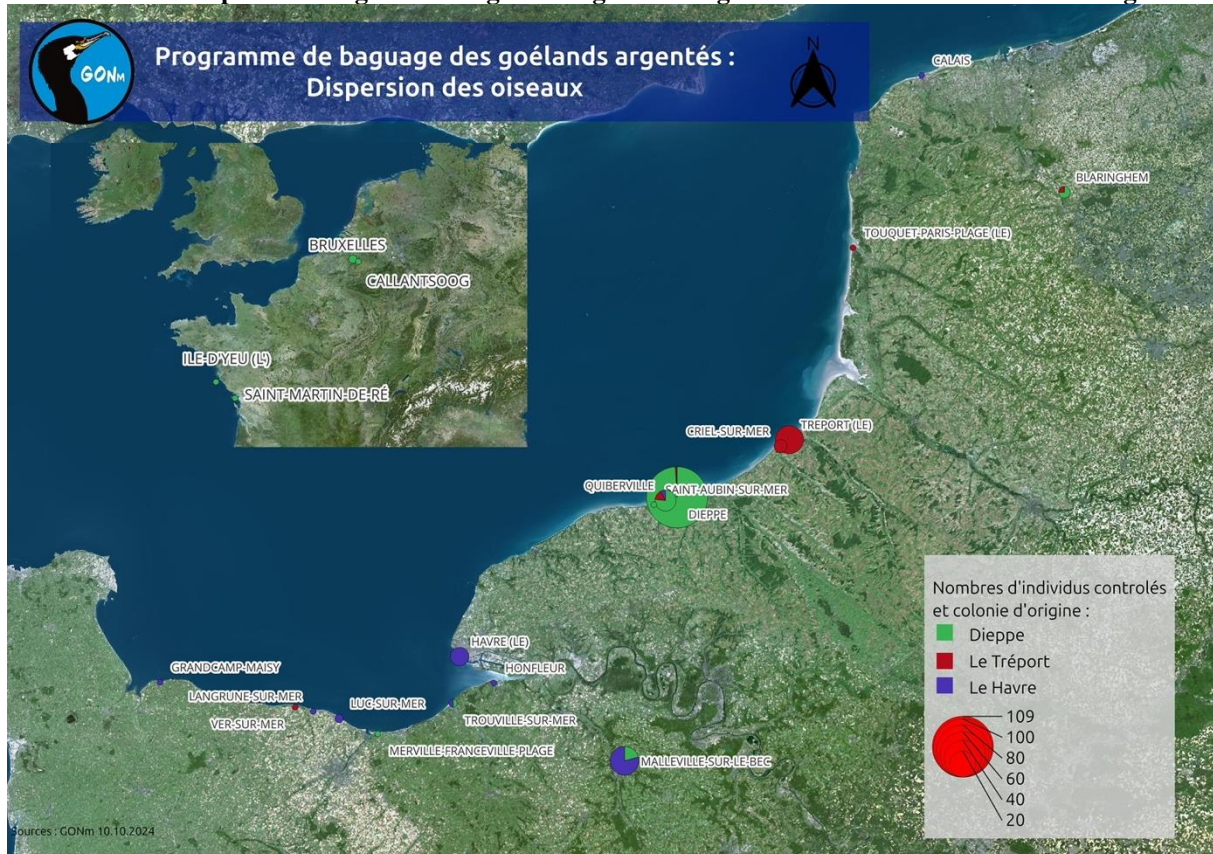 GONm
Programme de baguage des goélands argentés :
Dispersion des oiseaux
N
CALAIS
BLARINGHEM
TOUQUET-PARIS-PLAGE (LE)
BRUXELLES
CALLANTSOOG
ILE-D'YEU (L')
SAINT-MARTIN-DE-RÉ
CRIEL-SUR-MER
TREPORT (LE)
QUIBERVILLE
SAINT-AUBIN-SUR-MER
DIEPPE
HAVRE (LE)
HONFLEUR
GRANDCAMP-MAISY
LANGRUNE-SUR-MER
LUC-SUR-MER
VER-SUR-MER
TROUVILLE-SUR-MER
MERVILLE-FRANCEVILLE-PLAGE
MALLEVILLE-SUR-LE-BEC
Nombres d'individus controlés
et colonie d'origine :
Dieppe
Le Tréport
Le Havre
109
100
80
60
40
20
Sources : GONm 10.10.2024